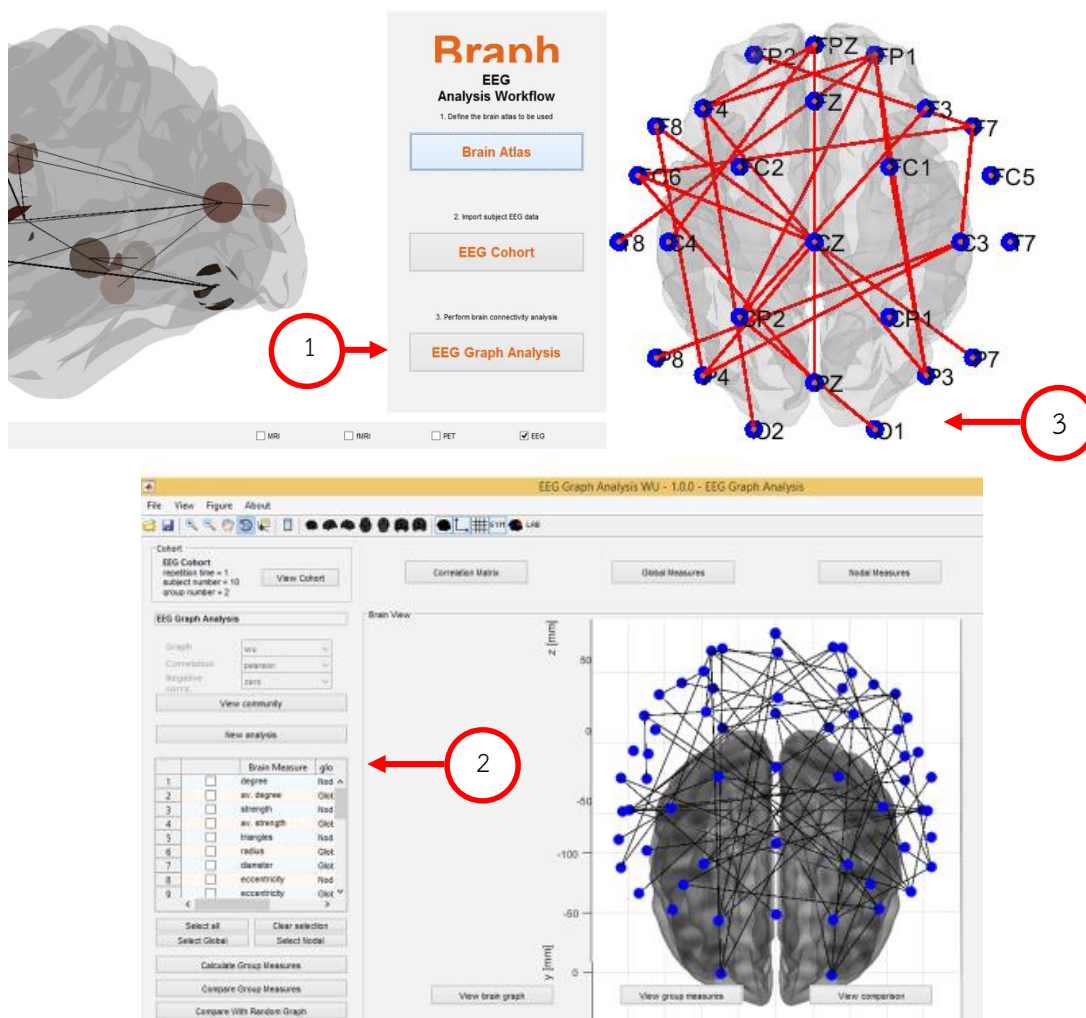 Braph
EEG
Analysis Workflow
1. Define the brain atlas to be used
Brain Atlas
2. Import subject EEG data
EEG Cohort
3. Perform brain connectivity analysis
EEG Graph Analysis
1
MRI
fMRI
PET
EEG
FP2
FPZ
FP1
F4
FZ
F3
F8
F7
FC6
FC2
FC1
FC5
T8
C4
CZ
C3
T7
CP2
CP1
P8
P4
PZ
P3
P7
O2
O1
3
EEG Graph Analysis WU - 1.0.0 - EEG Graph Analysis
File View Figure About
SYM LAB
Cohort
EEG Cohort
repetition time = 1
subject number = 10
group number = 2
View Cohort
Correlation Matrix
Global Measures
Nodal Measures
EEG Graph Analysis
Graph wu
Correlation pearson
Negative corrs. zero
View community
New analysis
Brain Measure glo
1 degree Nod
2 av. degree Glot
3 strength Nod
4 av. strength Glot
5 triangles Nod
6 radius Glot
7 diameter Glot
8 eccentricity Nod
9 eccentricity Glot
Select all
Clear selection
Select Global
Select Nodal
Calculate Group Measures
Compare Group Measures
Compare With Random Graph
2
Brain View
z [mm]
50
0
-50
-100
-50
0
y [mm]
View brain graph
View group measures
View comparison